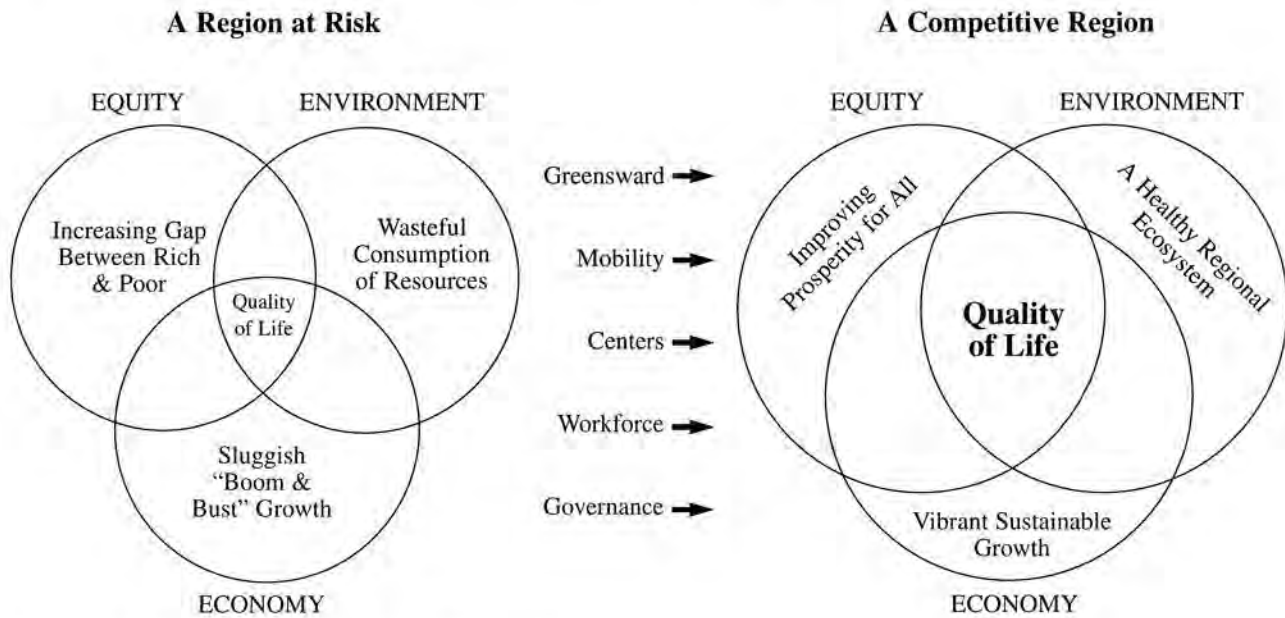 A Region at Risk
EQUITY
ENVIRONMENT
Increasing Gap
Between Rich
& Poor
Wasteful
Consumption
of Resources
Quality
of Life
Sluggish
“Boom &
Bust” Growth
ECONOMY
Greensward
Mobility
Centers
Workforce
Governance
A Competitive Region
EQUITY
ENVIRONMENT
Improving
Prosperity for All
A Healthy Regional
Ecosystem
Quality
of Life
Vibrant Sustainable
Growth
ECONOMY